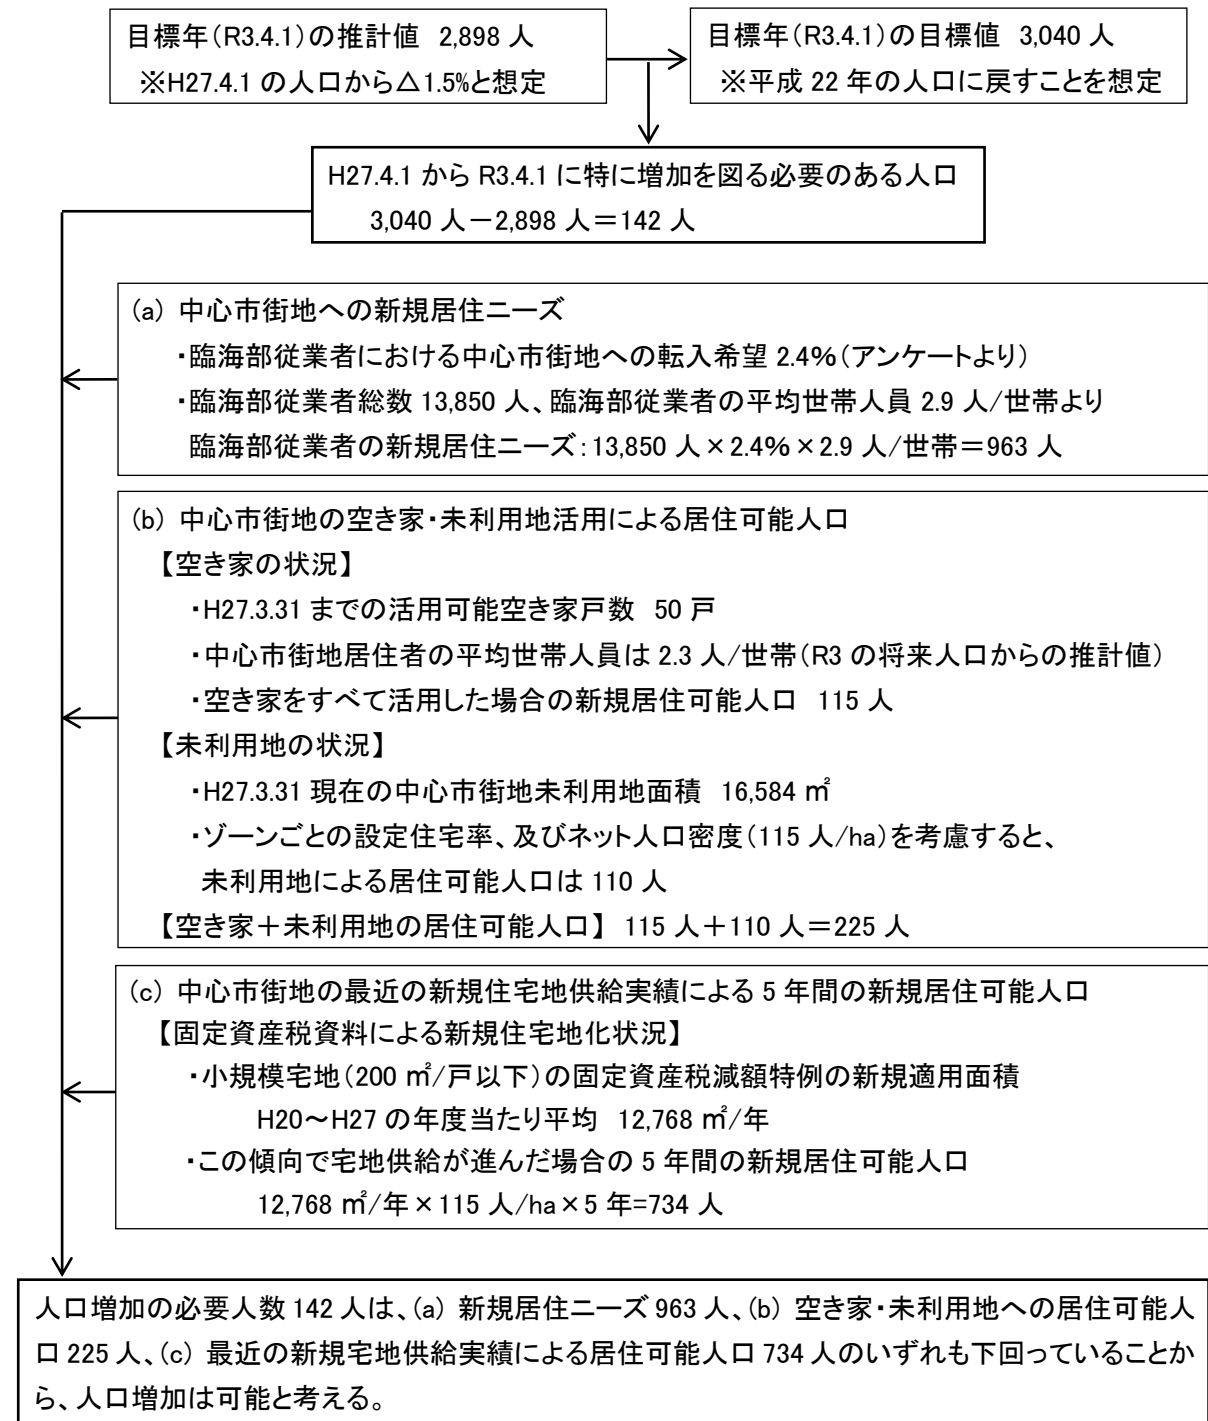 目標年(R3.4.1)の推計値 2,898 人
※H27.4.1 の人口から△1.5%と想定
目標年(R3.4.1)の目標値 3,040 人
※平成 22 年の人口に戻すことを想定
H27.4.1 から R3.4.1 に特に増加を図る必要のある人口
3,040 人－2,898 人＝142 人
(a) 中心市街地への新規居住ニーズ
・臨海部従業者における中心市街地への転入希望 2.4%(アンケートより)
・臨海部従業者総数 13,850 人、臨海部従業者の平均世帯人員 2.9 人/世帯より
臨海部従業者の新規居住ニーズ：13,850 人×2.4%×2.9 人/世帯＝963 人
(b) 中心市街地の空き家・未利用地活用による居住可能人口
【空き家の状況】
・H27.3.31 までの活用可能空き家戸数 50 戸
・中心市街地居住者の平均世帯人員は 2.3 人/世帯(R3 の将来人口からの推計値)
・空き家をすべて活用した場合の新規居住可能人口 115 人
【未利用地の状況】
・H27.3.31 現在の中心市街地未利用地面積 16,584 ㎡
・ゾーンごとの設定住宅率、及びネット人口密度(115 人/ha)を考慮すると、
未利用地による居住可能人口は 110 人
【空き家＋未利用地の居住可能人口】 115 人＋110 人＝225 人
(c) 中心市街地の最近の新規住宅地供給実績による 5 年間の新規居住可能人口
【固定資産税資料による新規住宅地化状況】
・小規模宅地(200 ㎡/戸以下)の固定資産税減額特例の新規適用面積
H20～H27 の年度当たり平均 12,768 ㎡/年
・この傾向で宅地供給が進んだ場合の 5 年間の新規居住可能人口
12,768 ㎡/年×115 人/ha×5 年=734 人
人口増加の必要人数 142 人は、(a) 新規居住ニーズ 963 人、(b) 空き家・未利用地への居住可能人
口 225 人、(c) 最近の新規宅地供給実績による居住可能人口 734 人のいずれも下回っていることか
ら、人口増加は可能と考える。